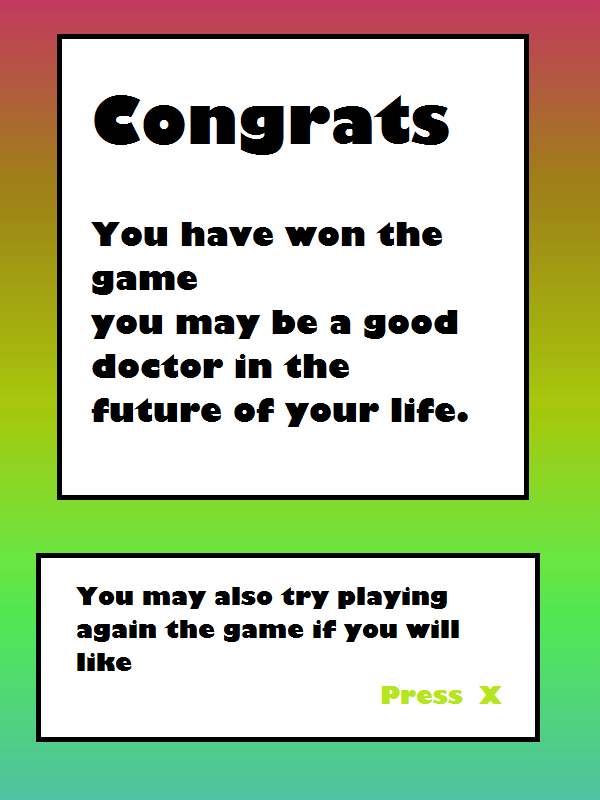 Congrats
You have won the
game
you may be a good
doctor in the
future of your life.
You may also try playing
again the game if you will
like
Press X